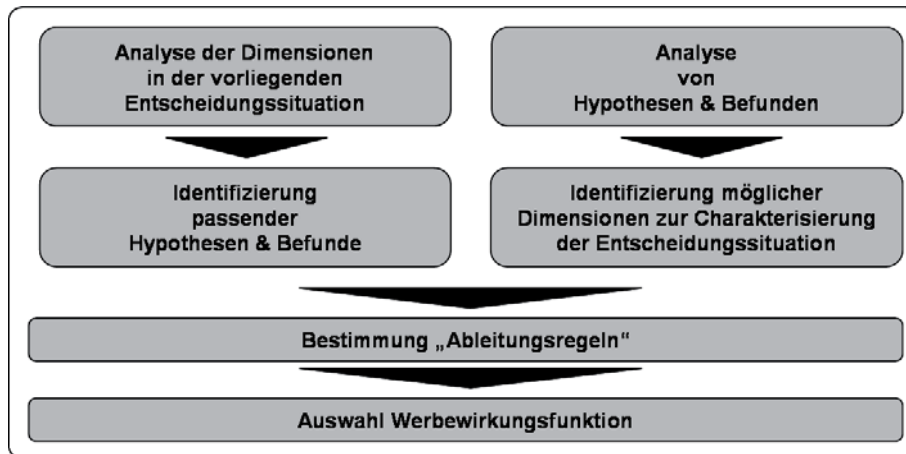 Analyse der Dimensionen
in der vorliegenden
Entscheidungssituation
Analyse
von
Hypothesen & Befunden
Identifizierung
passender
Hypothesen & Befunde
Identifizierung möglicher
Dimensionen zur Charakterisierung
der Entscheidungssituation
Bestimmung „Ableitungsregeln“
Auswahl Werbewirkungsfunktion